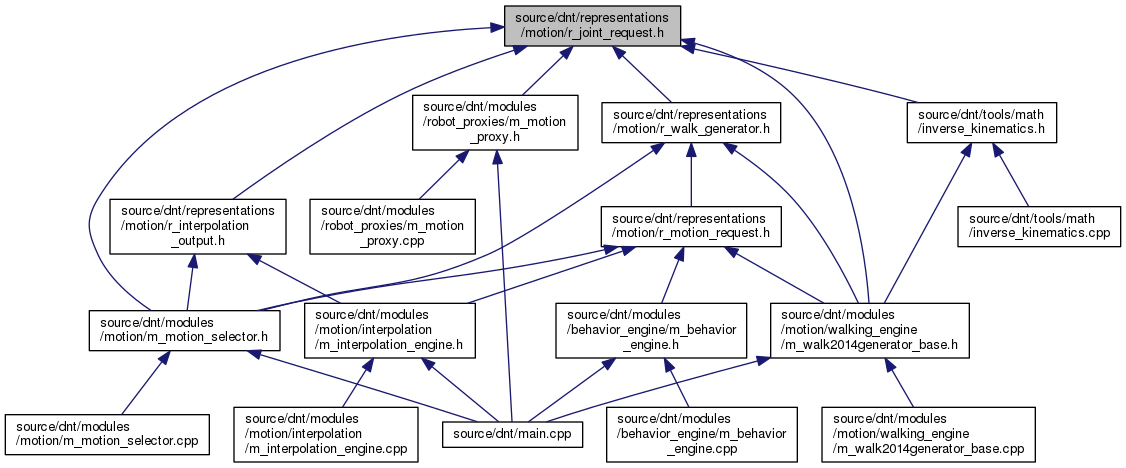 source/dnt/representations
/motion/r_joint_request.h
source/dnt/modules
/robot_proxies/m_motion
_proxy.h
source/dnt/representations
/motion/r_walk_generator.h
source/dnt/tools/math
/inverse_kinematics.h
source/dnt/representations
/motion/r_interpolation
_output.h
source/dnt/modules
/robot_proxies/m_motion
_proxy.cpp
source/dnt/representations
/motion/r_motion_request.h
source/dnt/tools/math
/inverse_kinematics.cpp
source/dnt/modules
/motion/m_motion_selector.h
source/dnt/modules
/motion/interpolation
/m_interpolation_engine.h
source/dnt/modules
/behavior_engine/m_behavior
_engine.h
source/dnt/modules
/motion/walking_engine
/m_walk2014generator_base.h
source/dnt/modules
/motion/m_motion_selector.cpp
source/dnt/modules
/motion/interpolation
/m_interpolation_engine.cpp
source/dnt/main.cpp
source/dnt/modules
/behavior_engine/m_behavior
_engine.cpp
source/dnt/modules
/motion/walking_engine
/m_walk2014generator_base.cpp